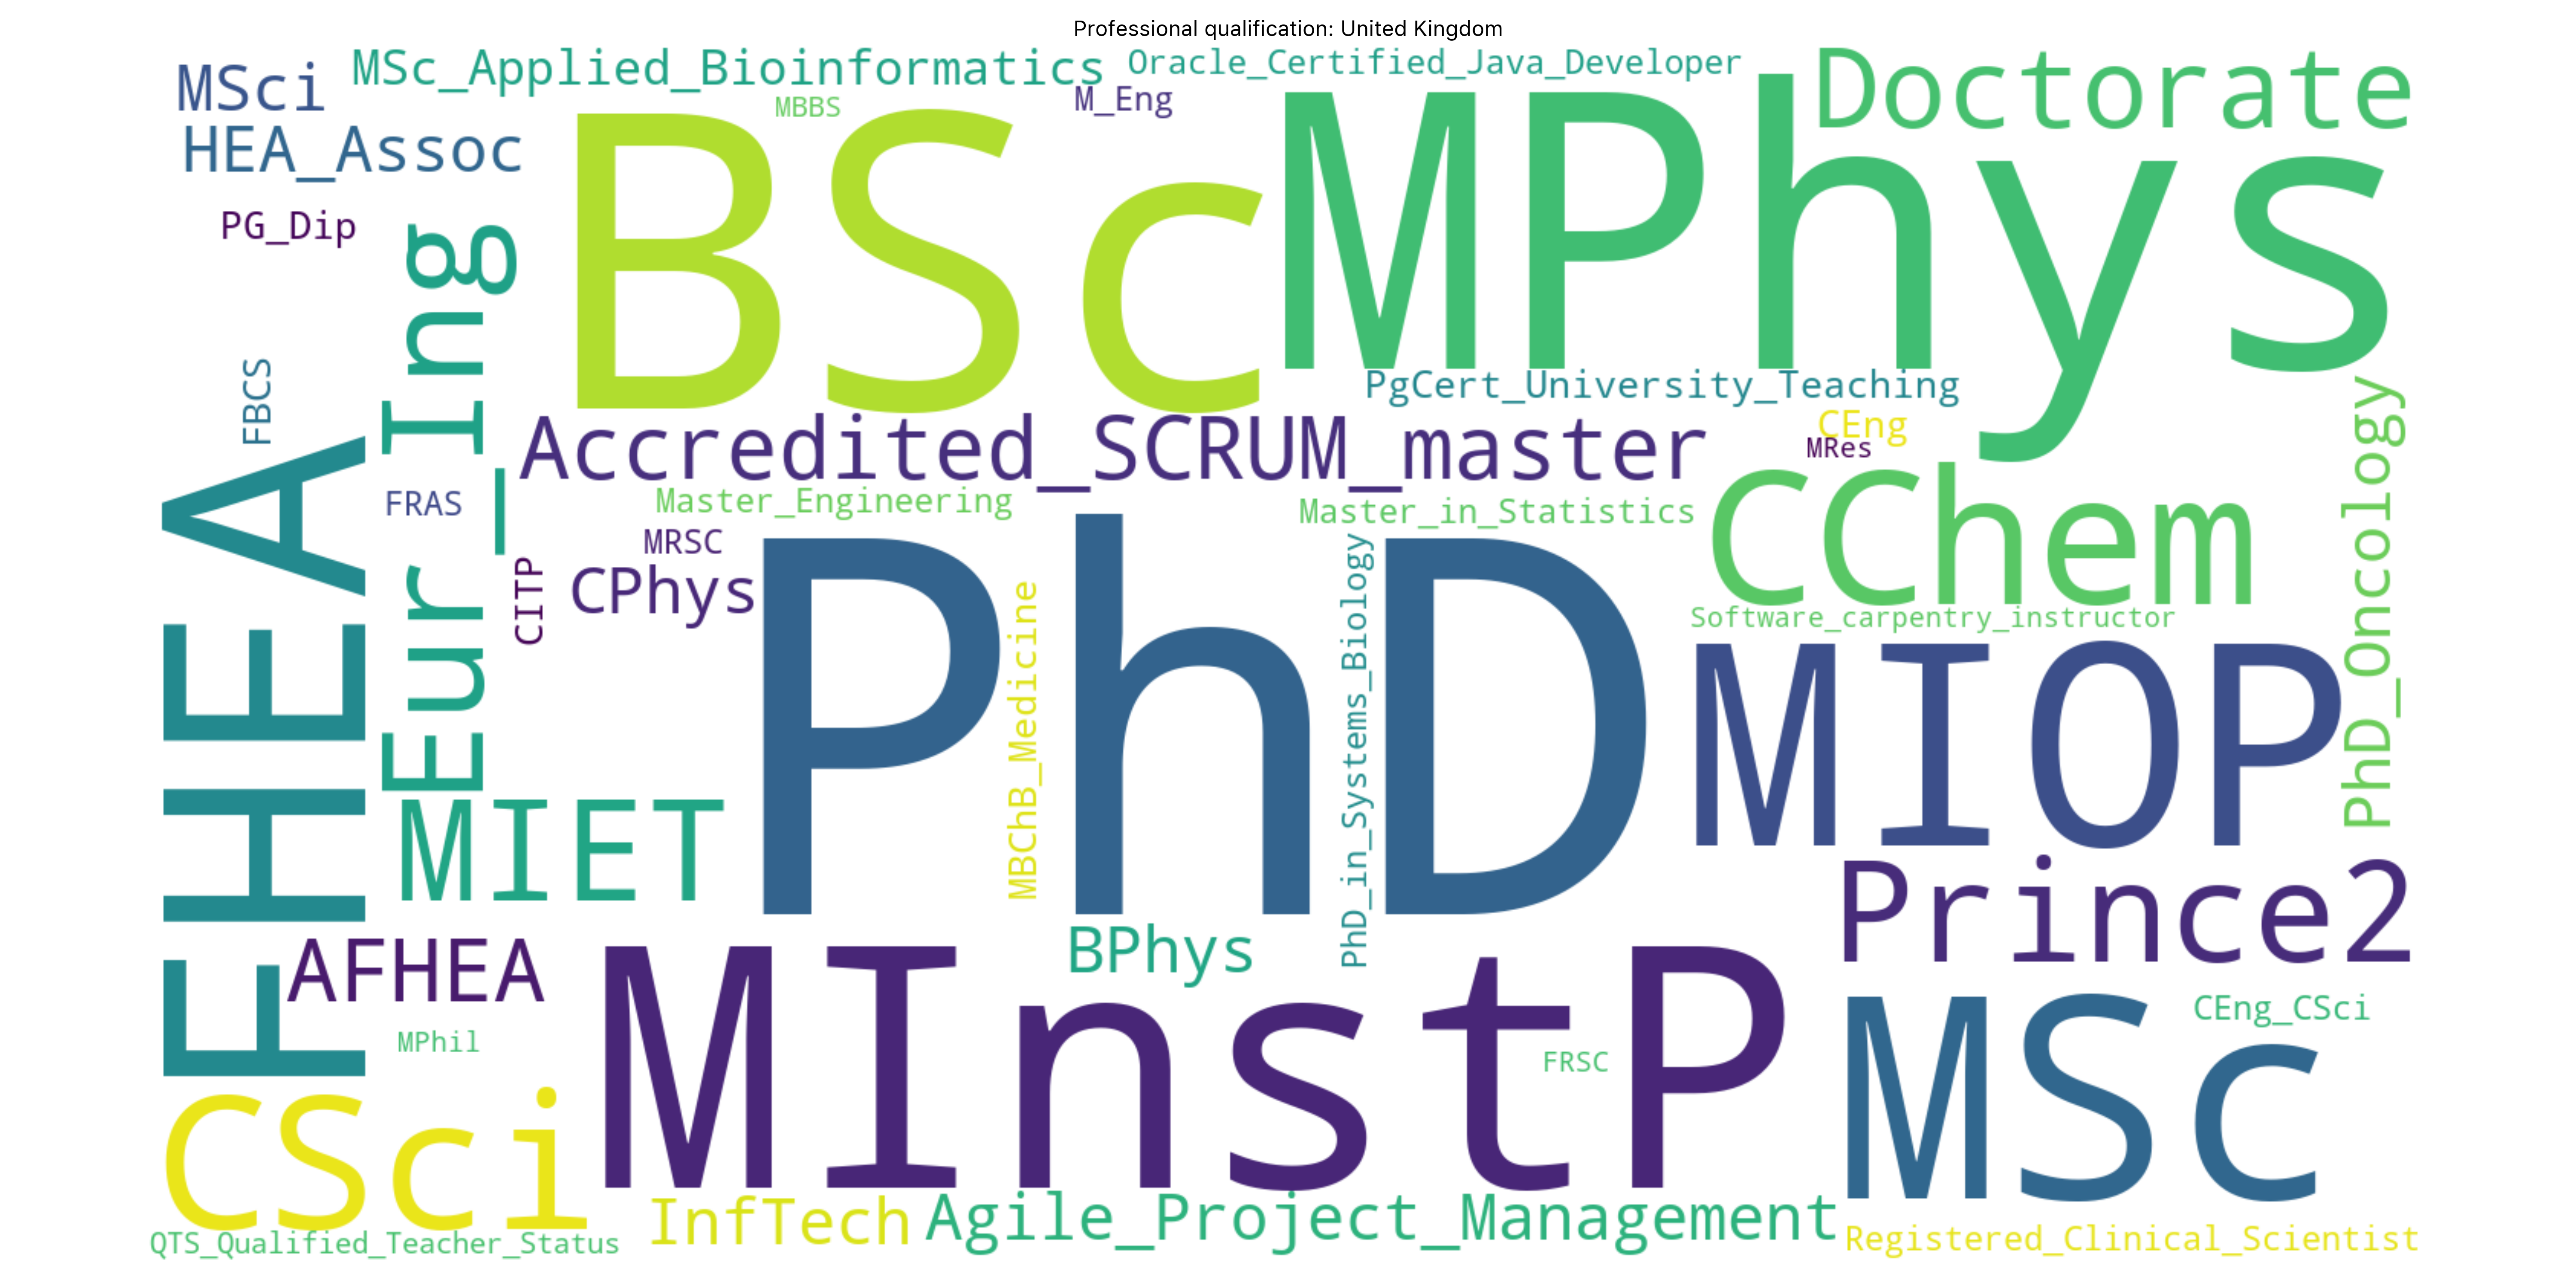 Professional qualification: United Kingdom
MSci
MSc_Applied_Bioinformatics
Oracle_Certified_Java_Developer
Doctorate
MBBS
M_Eng
HEA_Assoc
BSc
MPhys
PG_Dip
Eur_Ing
FBCS
PgCert_University_Teaching
CEng
MRes
Accredited_SCRUM_master
FHEA
FRAS
Master_Engineering
Master_in_Statistics
CChem
PhD_Oncology
MRSC
CITP
CPhys
PhD
MBChB_Medicine
PhD_in_Systems_Biology
Software_carpentry_instructor
MIOP
MIET
Prince2
AFHEA
BPhys
MInstP
MPhil
FRSC
CEng_CSci
MSc
CSci
InfTech
Agile_Project_Management
QTS_Qualified_Teacher_Status
Registered_Clinical_Scientist